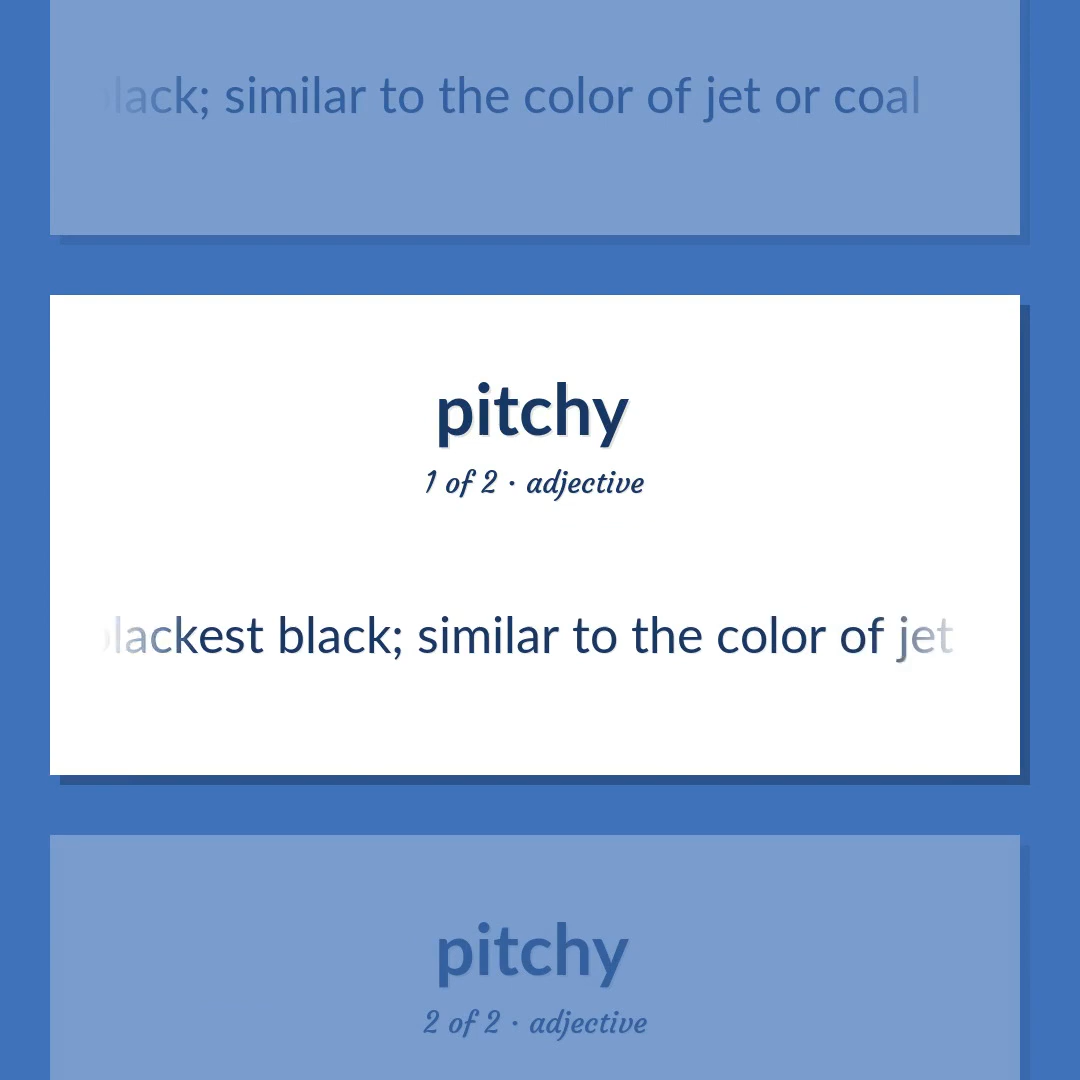 lack; similar to the color of jet or coal
pitchy
1 of 2 · adjective
lackest black; similar to the color of jet
pitchy
2 of 2 · adjective